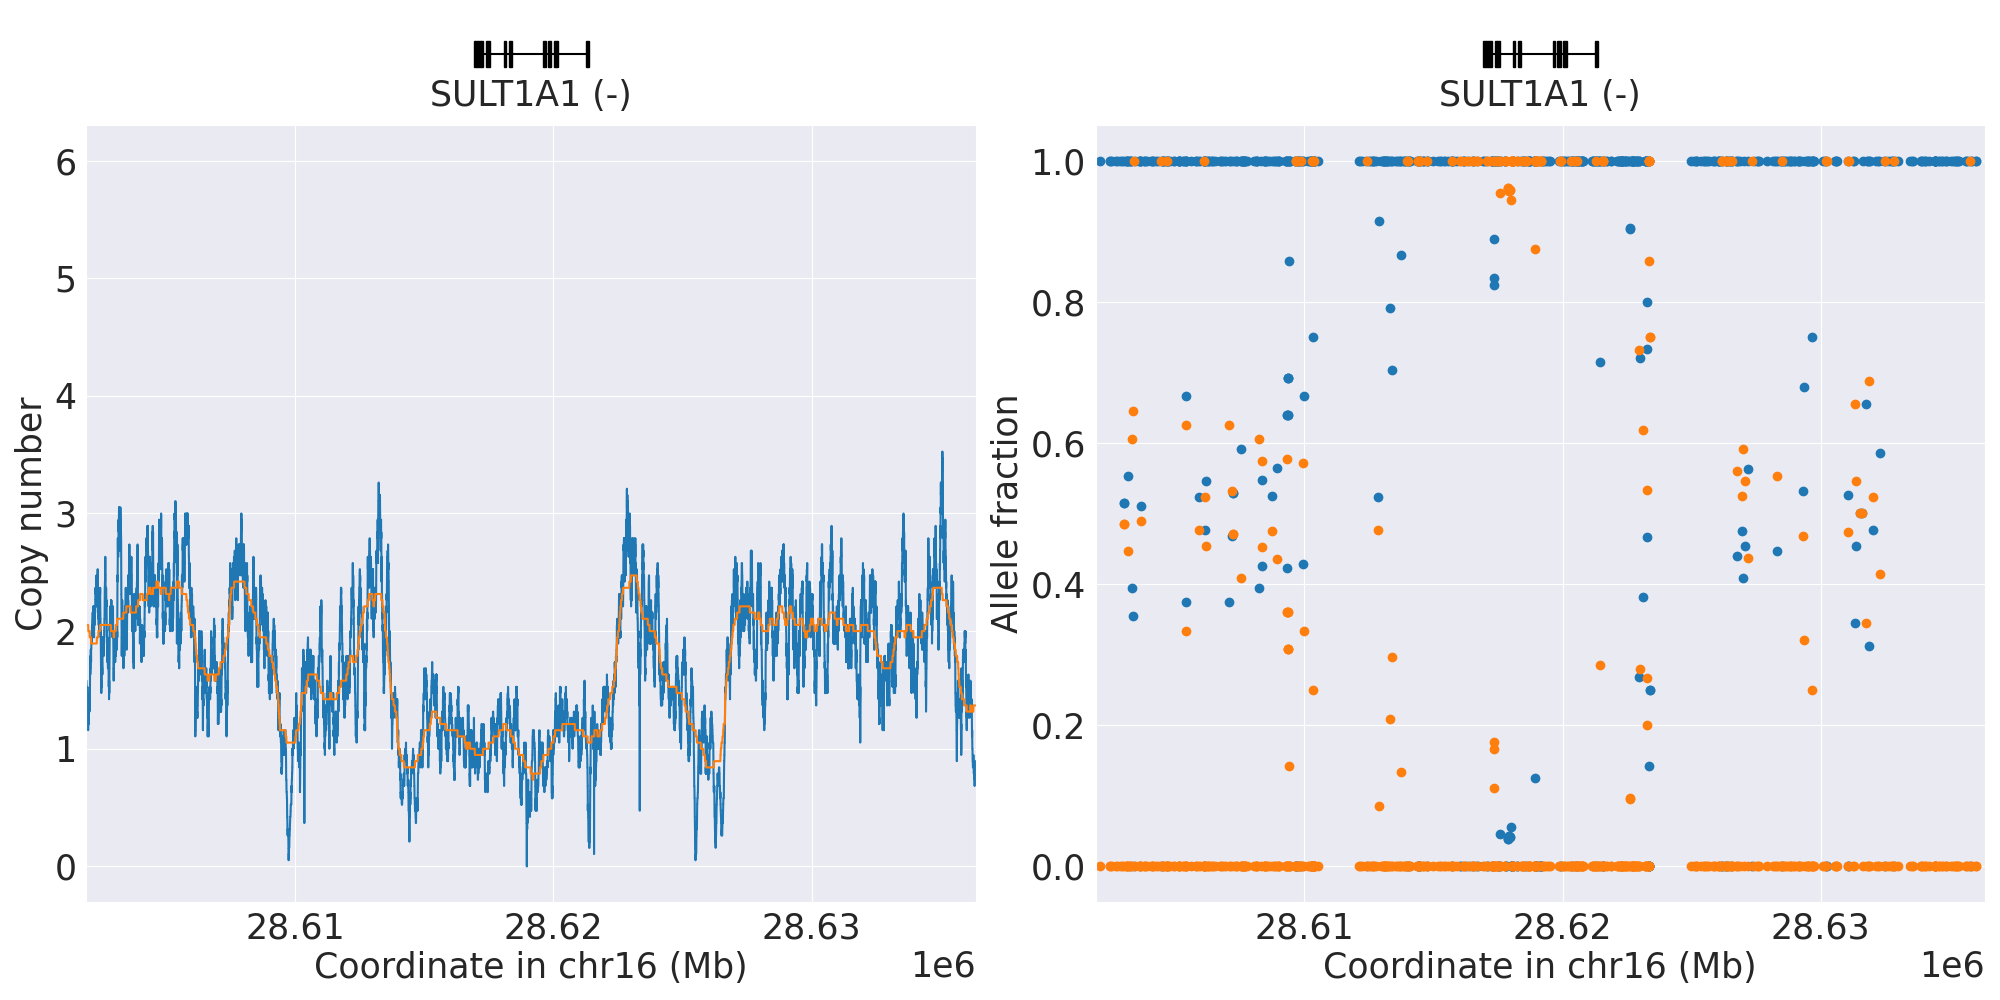 SULT1A1 (-)
Copy number
6
5
4
3
2
1
0
28.61
28.62
28.63
Coordinate in chr16 (Mb)
1e6
SULT1A1 (-)
Allele fraction
1.0
0.8
0.6
0.4
0.2
0.0
28.61
28.62
28.63
Coordinate in chr16 (Mb)
1e6